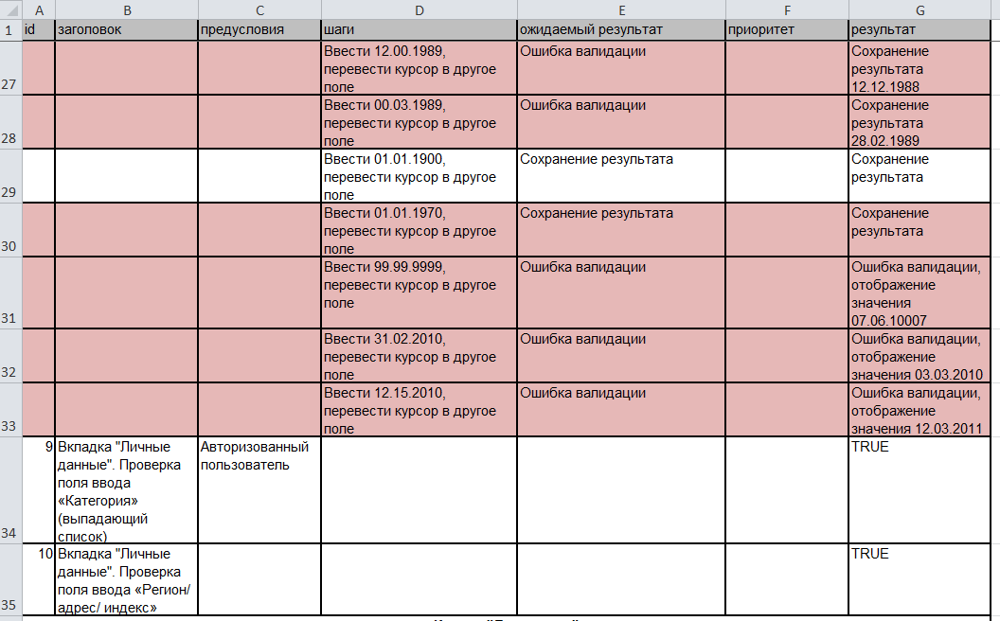 A B C D E F G
1 id заголовок предусловия шаги ожидаемый результат приоритет результат
Ввести 12.00.1989, Ошибка валидации Сохранение
перевести курсор в другое результата
27 поле 12.12.1988
Ввести 00.03.1989, Ошибка валидации Сохранение
перевести курсор в другое результата
28 поле 28.02.1989
Ввести 01.01.1900, Сохранение результата Сохранение
перевести курсор в другое результата
29 поле
Ввести 01.01.1970, Сохранение результата Сохранение
перевести курсор в другое результата
30 поле
Ввести 99.99.9999, Ошибка валидации Ошибка валидации,
перевести курсор в другое отображение
поле значения
31 07.06.10007
Ввести 31.02.2010, Ошибка валидации Ошибка валидации,
перевести курсор в другое отображение
32 поле значения 03.03.2010
Ввести 12.15.2010, Ошибка валидации Ошибка валидации,
перевести курсор в другое отображение
33 поле значения 12.03.2011
9 Вкладка "Личные Авторизованный TRUE
данные". Проверка пользователь
поля ввода
«Категория»
(выпадающий
34 список)
10 Вкладка "Личные TRUE
данные". Проверка
поля ввода «Регион/
35 адрес/ индекс»